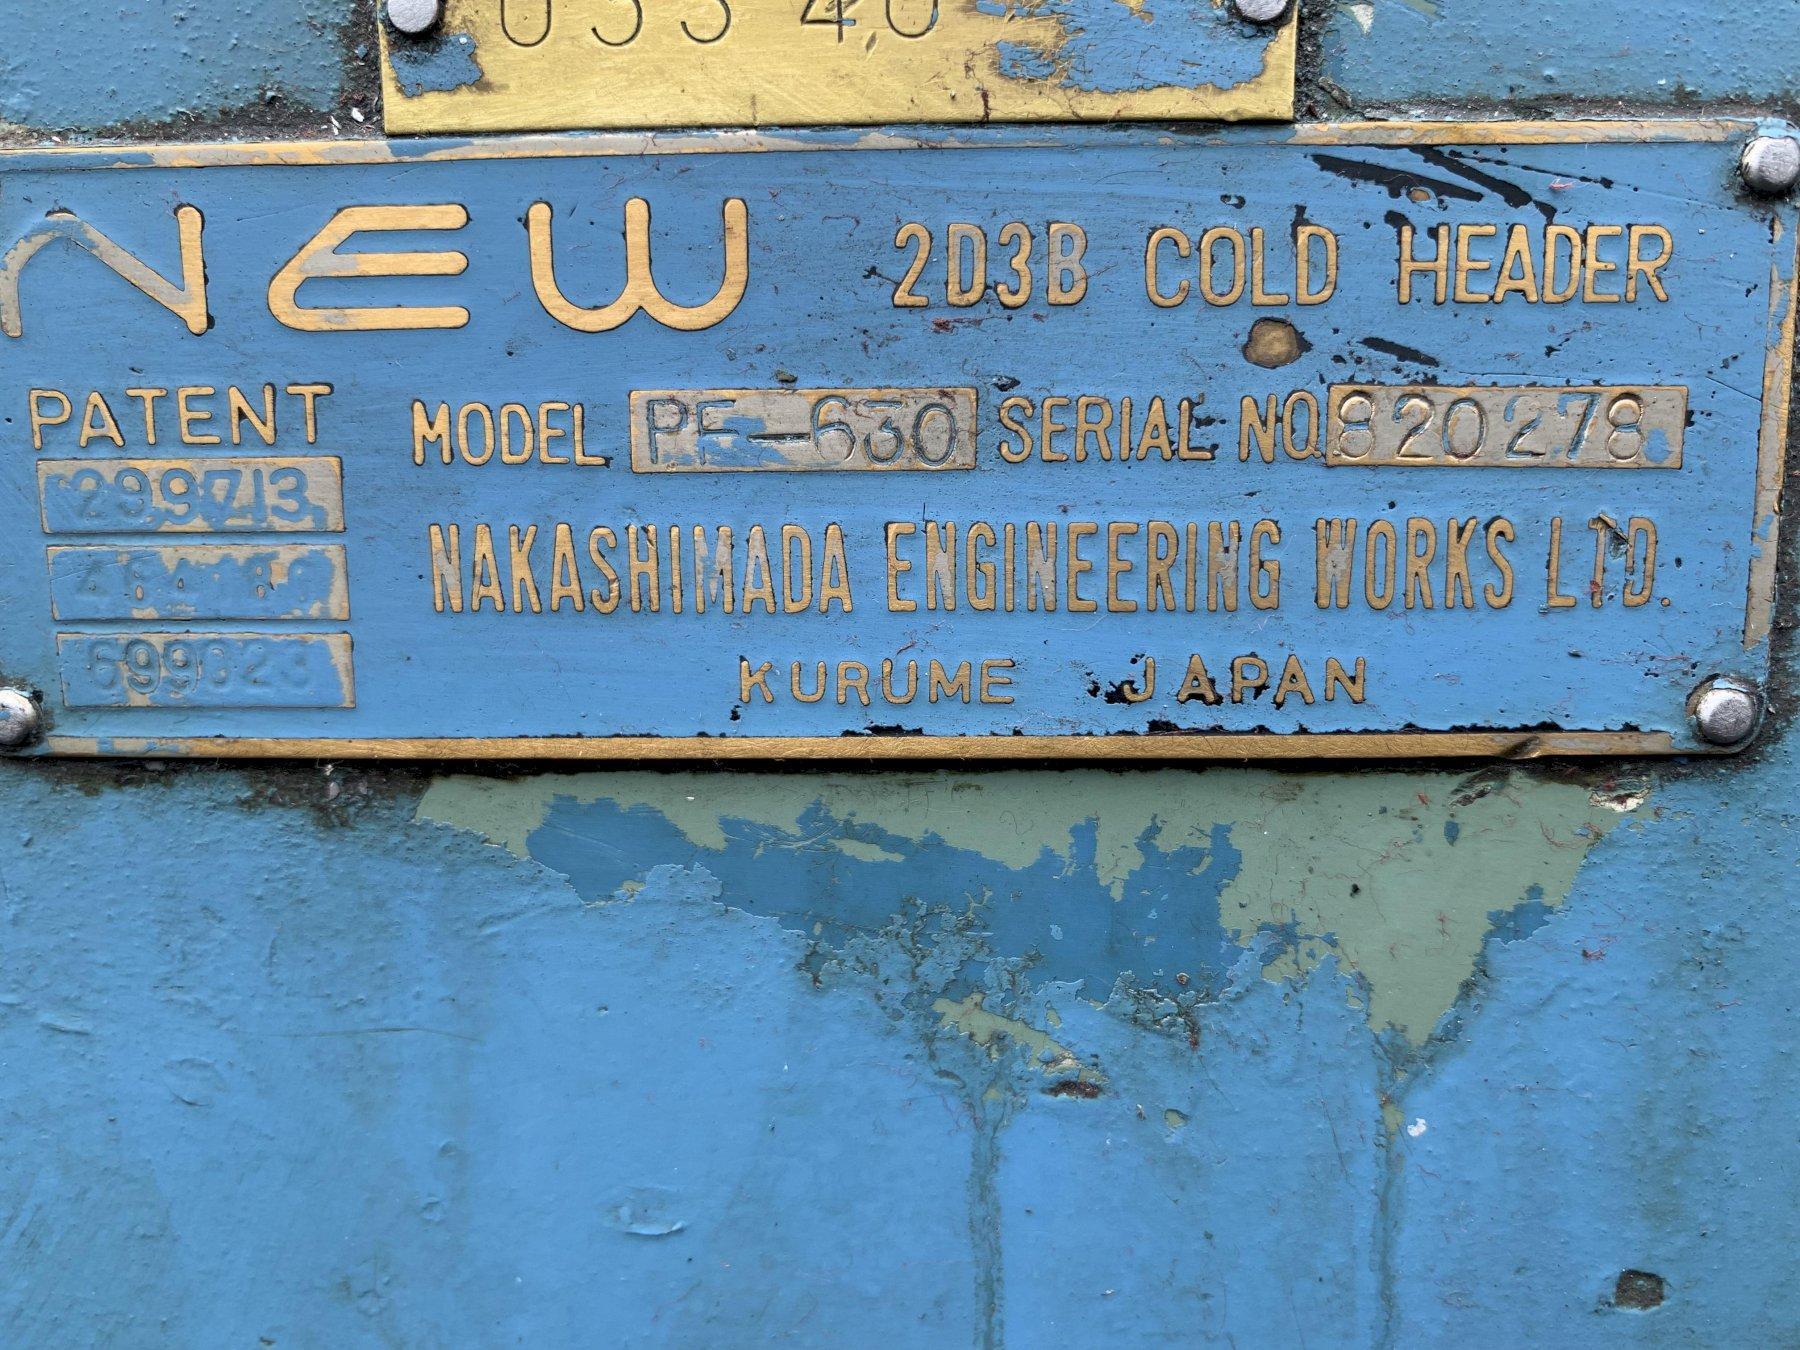 NEW 2D3B COLD HEADER
PATENT
MODEL PF-630 SERIAL NO 820278
299713
NAKASHIMADA ENGINEERING WORKS LTD.
699023
KURUME JAPAN